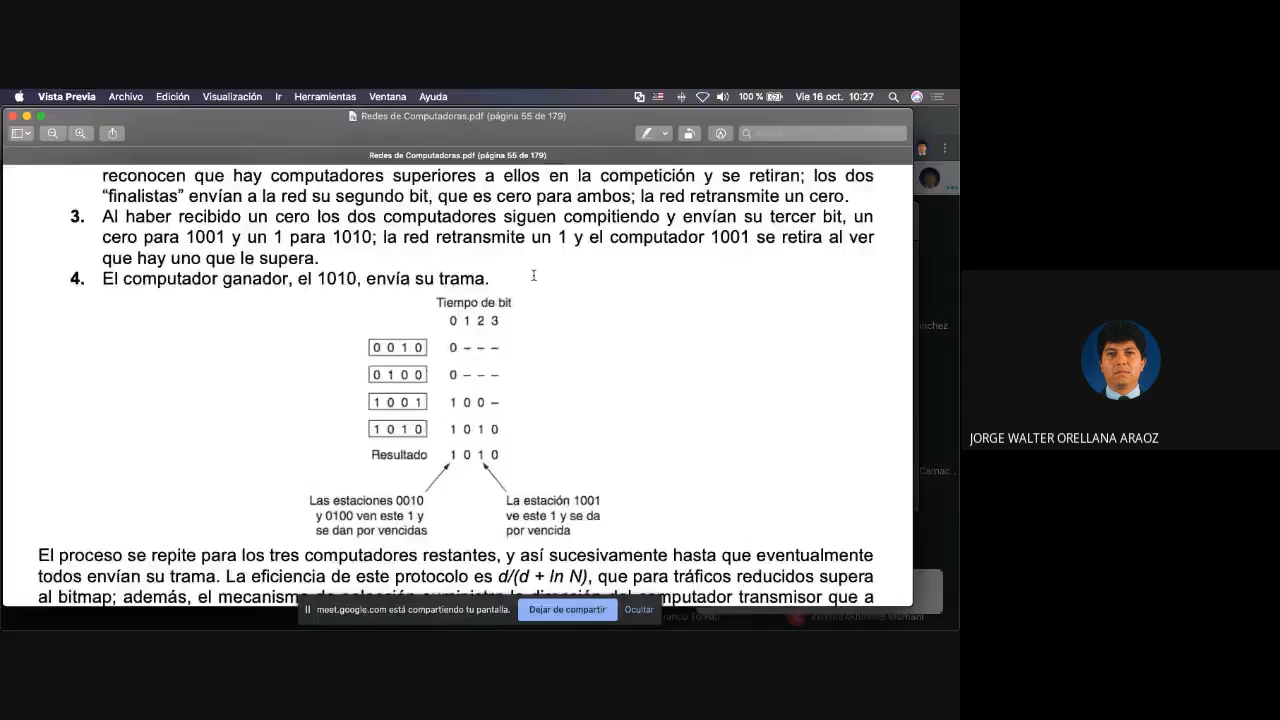 Vista Previa Archivo Edición Visualización Ir Herramientas Ventana Ayuda 100 % Vie 16 oct. 10:27
Redes de Computadoras.pdf (página 55 de 179)
Redes de Computadoras.pdf (página 55 de 179)
reconocen que hay computadores superiores a ellos en la competición y se retiran; los dos
“finalistas” envían a la red su segundo bit, que es cero para ambos; la red retransmite un cero.
3. Al haber recibido un cero los dos computadores siguen compitiendo y envían su tercer bit, un
cero para 1001 y un 1 para 1010; la red retransmite un 1 y el computador 1001 se retira al ver
que hay uno que le supera.
4. El computador ganador, el 1010, envía su trama.
Tiempo de bit
0 1 2 3
0 0 1 0 0 – – –
0 1 0 0 0 – – –
1 0 0 1 1 0 0 –
1 0 1 0 1 0 1 0
Resultado 1 0 1 0
Las estaciones 0010
y 0100 ven este 1 y
se dan por vencidas
La estación 1001
ve este 1 y se da
por vencida
El proceso se repite para los tres computadores restantes, y así sucesivamente hasta que eventualmente
todos envían su trama. La eficiencia de este protocolo es d/(d + ln N), que para tráficos reducidos supera
al bitmap; además, el mecanismo de selección suministra la dirección del computador transmisor que a
meet.google.com está compartiendo tu pantalla. Dejar de compartir Ocultar
JORGE WALTER ORELLANA ARAOZ